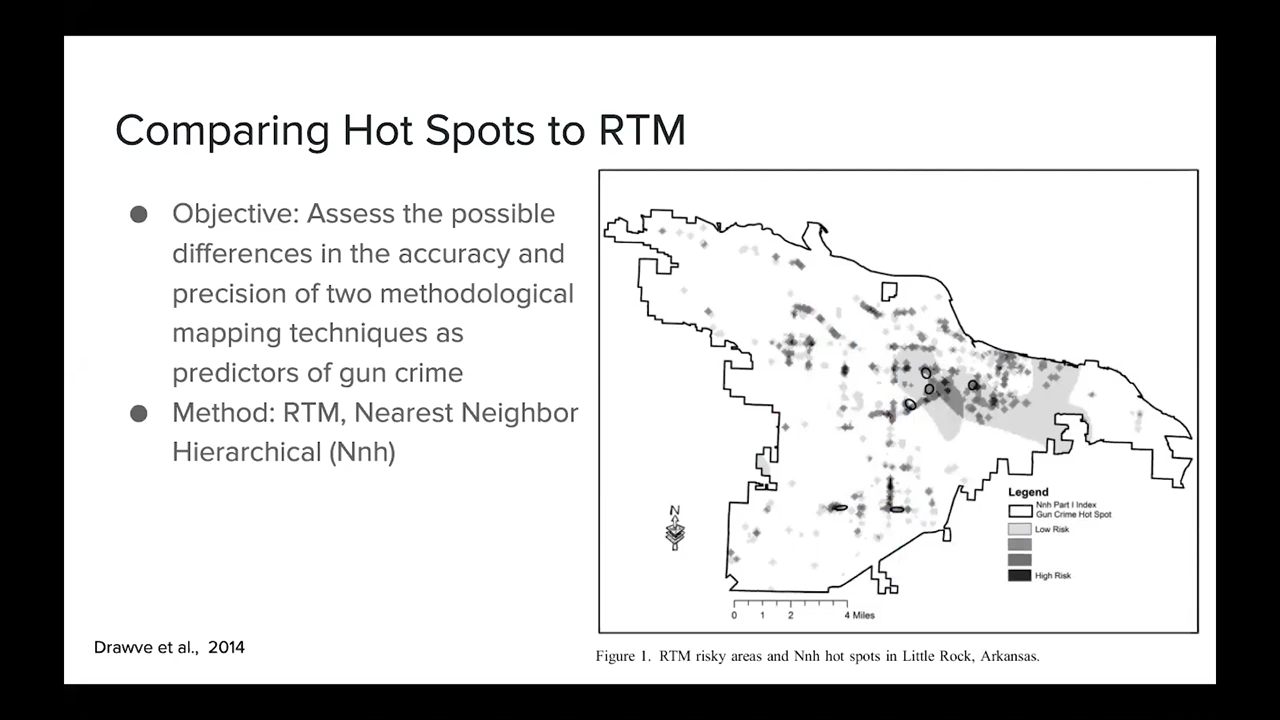 Comparing Hot Spots to RTM
● Objective: Assess the possible
differences in the accuracy and
precision of two methodological
mapping techniques as
predictors of gun crime
● Method: RTM, Nearest Neighbor
Hierarchical (Nnh)
N
Legend
Nnh Part I Index
Gun Crime Hot Spot
Low Risk
High Risk
0 1 2 4 Miles
Drawve et al., 2014
Figure 1. RTM risky areas and Nnh hot spots in Little Rock, Arkansas.